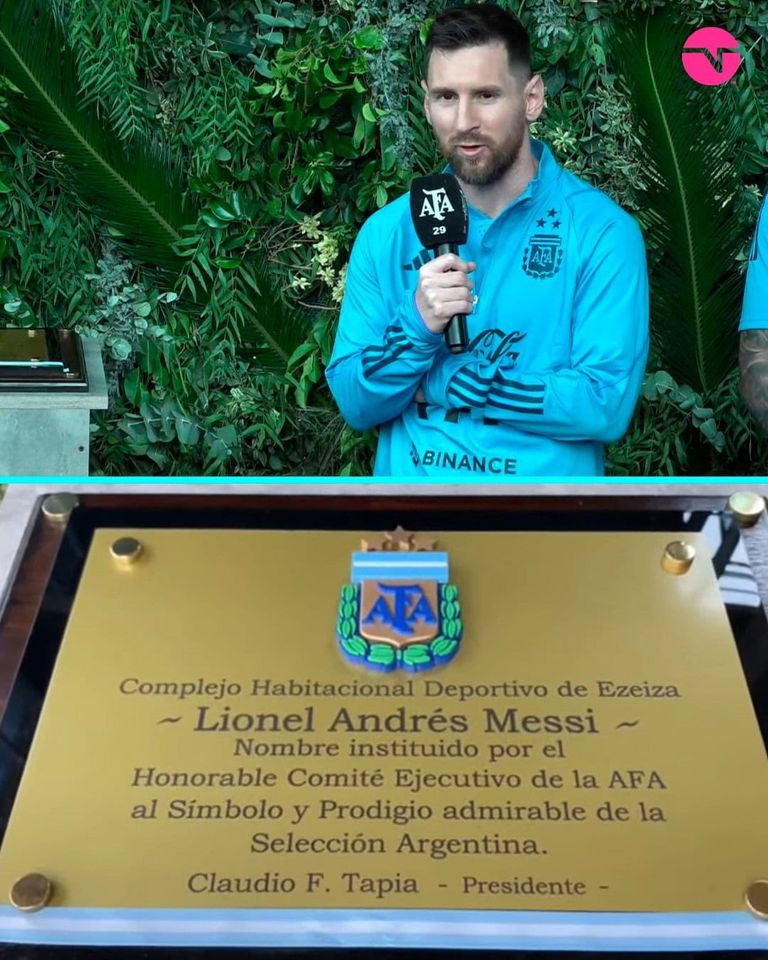 AFA
29
AFA
BINANCE
AFA
Complejo Habitacional Deportivo de Ezeiza
~ Lionel Andrés Messi ~
Nombre instituido por el
Honorable Comité Ejecutivo de la AFA
al Símbolo y Prodigio admirable de la
Selección Argentina.
Claudio F. Tapia - Presidente -